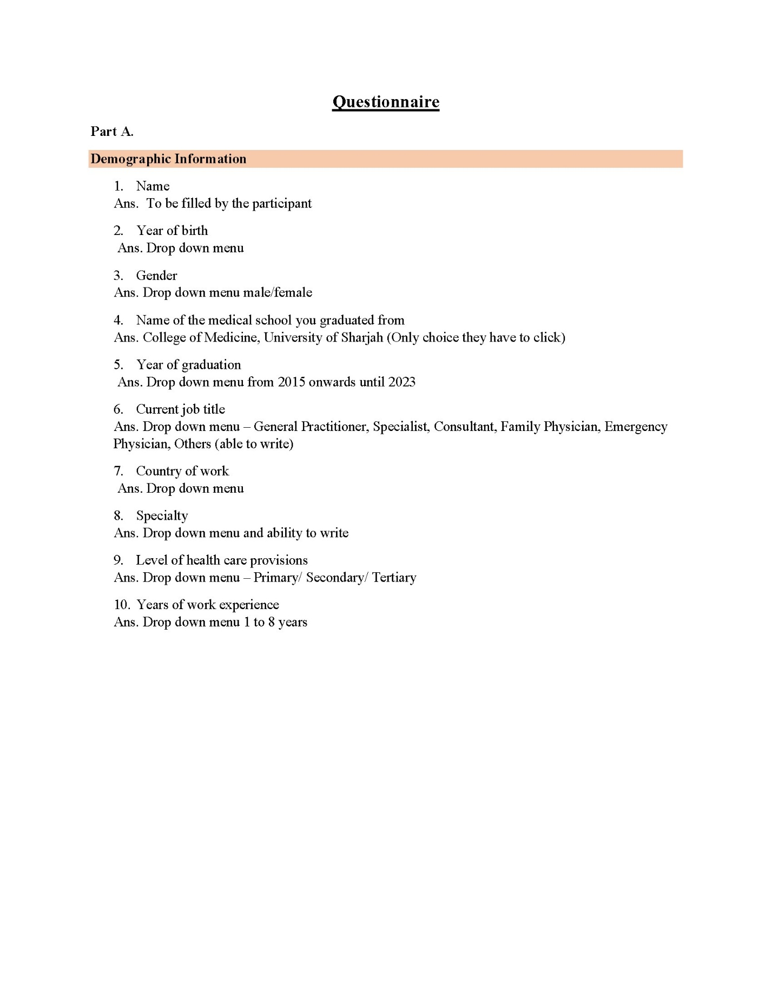 Questionnaire
Part A.
Demographic Information
1. Name
Ans. To be filled by the participant
2. Year of birth
Ans. Drop down menu
3. Gender
Ans. Drop down menu male/female
4. Name of the medical school you graduated from
Ans. College of Medicine, University of Sharjah (Only choice they have to click)
5. Year of graduation
Ans. Drop down menu from 2015 onwards until 2023
6. Current job title
Ans. Drop down menu – General Practitioner, Specialist, Consultant, Family Physician, Emergency
Physician, Others (able to write)
7. Country of work
Ans. Drop down menu
8. Specialty
Ans. Drop down menu and ability to write
9. Level of health care provisions
Ans. Drop down menu – Primary/ Secondary/ Tertiary
10. Years of work experience
Ans. Drop down menu 1 to 8 years